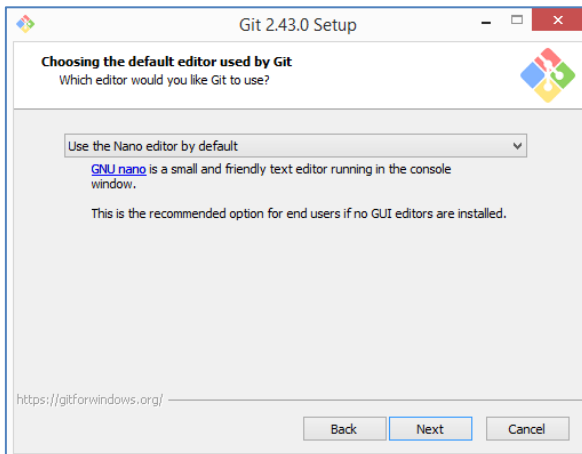 Git 2.43.0 Setup
Choosing the default editor used by Git
Which editor would you like Git to use?
Use the Nano editor by default
GNU nano is a small and friendly text editor running in the console
window.
This is the recommended option for end users if no GUI editors are installed.
https://gitforwindows.org/
Back Next Cancel